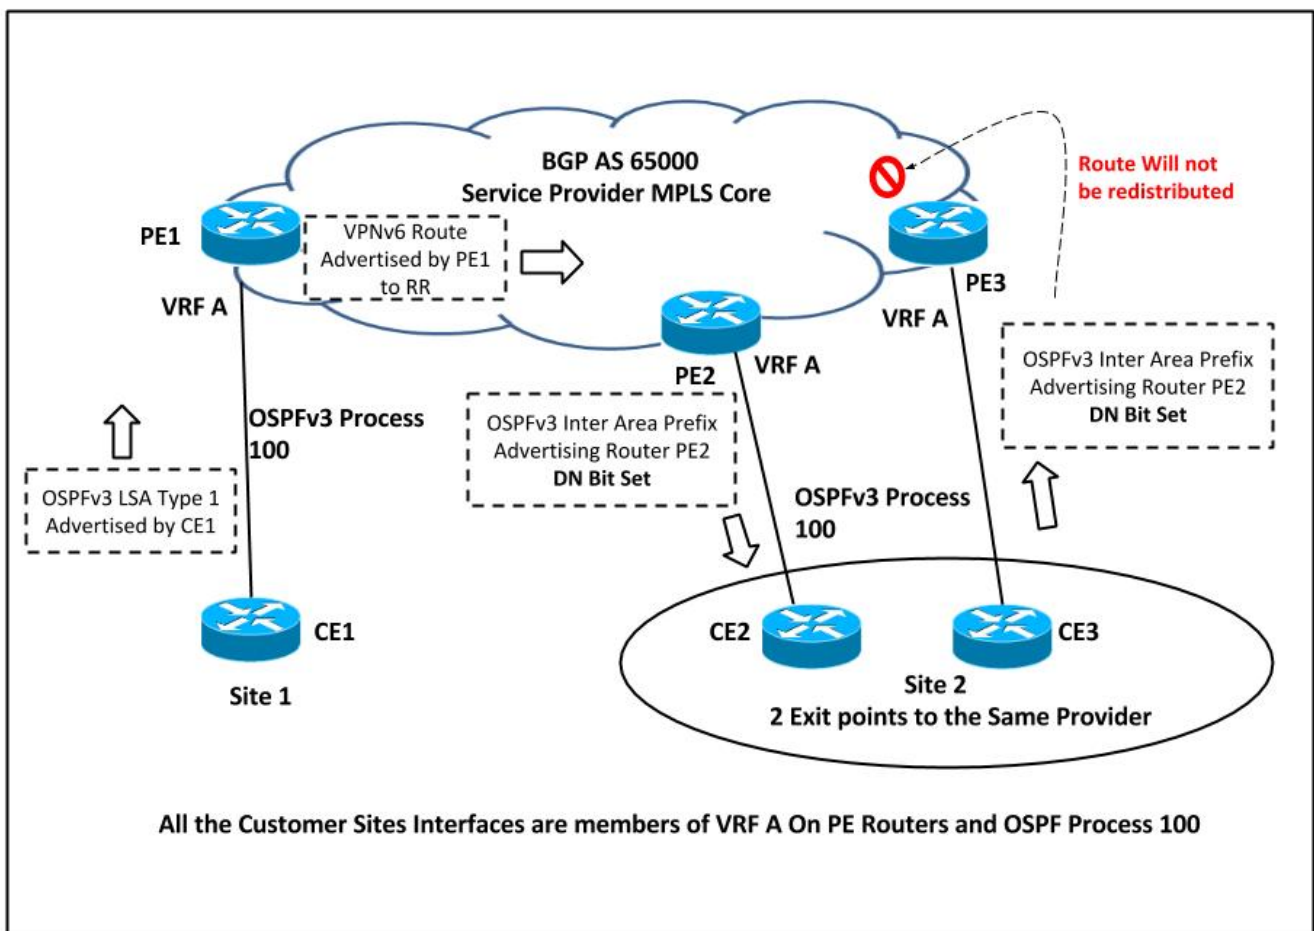 BGP AS 65000
Service Provider MPLS Core
Route Will not
be redistributed
PE1
VPNv6 Route
Advertised by PE1
to RR
PE3
VRF A
VRF A
PE2
VRF A
OSPFv3 Inter Area Prefix
Advertising Router PE2
DN Bit Set
OSPFv3 Process
100
OSPFv3 Inter Area Prefix
Advertising Router PE2
DN Bit Set
OSPFv3 LSA Type 1
Advertised by CE1
OSPFv3 Process
100
CE1
CE2
CE3
Site 1
Site 2
2 Exit points to the Same Provider
All the Customer Sites Interfaces are members of VRF A On PE Routers and OSPF Process 100